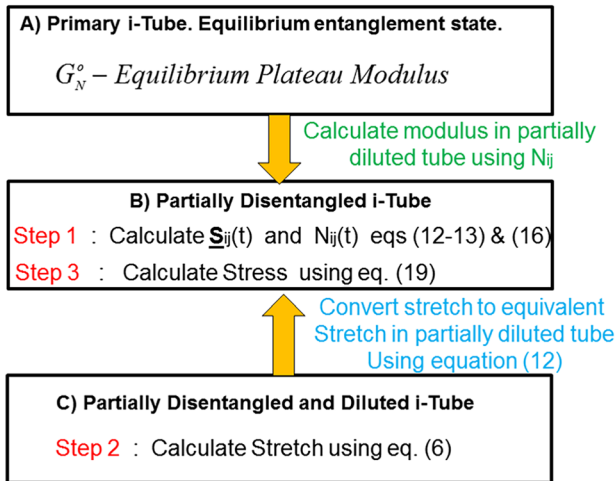 A) Primary i-Tube. Equilibrium entanglement state.
G_N^o – Equilibrium Plateau Modulus
Calculate modulus in partially
diluted tube using Nij
B) Partially Disentangled i-Tube
Step 1 : Calculate Sij(t) and Nij(t) eqs (12-13) & (16)
Step 3 : Calculate Stress using eq. (19)
Convert stretch to equivalent
Stretch in partially diluted tube
Using equation (12)
C) Partially Disentangled and Diluted i-Tube
Step 2 : Calculate Stretch using eq. (6)